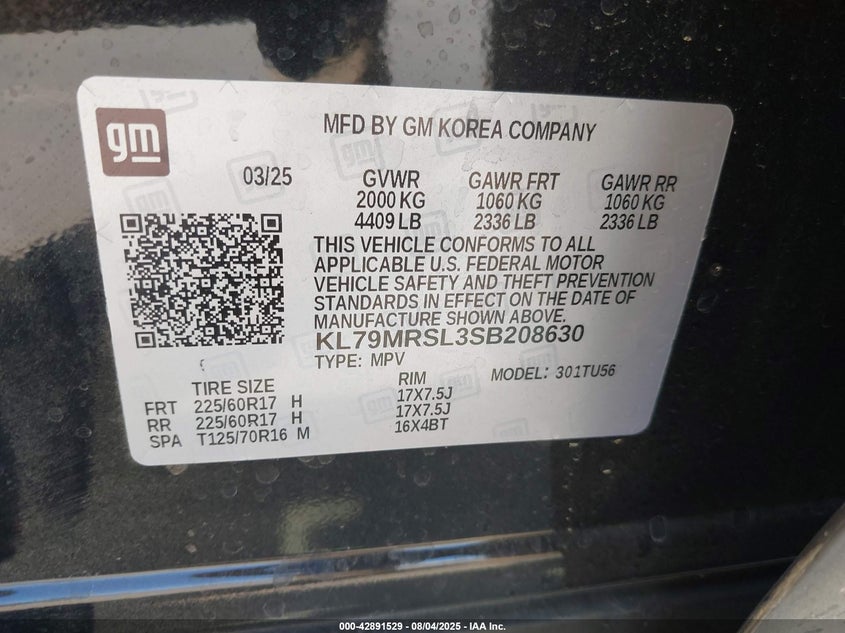 gm
MFD BY GM KOREA COMPANY
03/25 GVWR GAWR FRT GAWR RR
2000 KG 1060 KG 1060 KG
4409 LB 2336 LB 2336 LB
THIS VEHICLE CONFORMS TO ALL
APPLICABLE U.S. FEDERAL MOTOR
VEHICLE SAFETY AND THEFT PREVENTION
STANDARDS IN EFFECT ON THE DATE OF
MANUFACTURE SHOWN ABOVE.
KL79MRSL3SB208630
TYPE: MPV
MODEL: 301TU56
TIRE SIZE RIM
FRT 225/60R17 H 17X7.5J
RR 225/60R17 H 17X7.5J
SPA T125/70R16 M 16X4BT
000-42891529 - 08/04/2025 - IAA Inc.